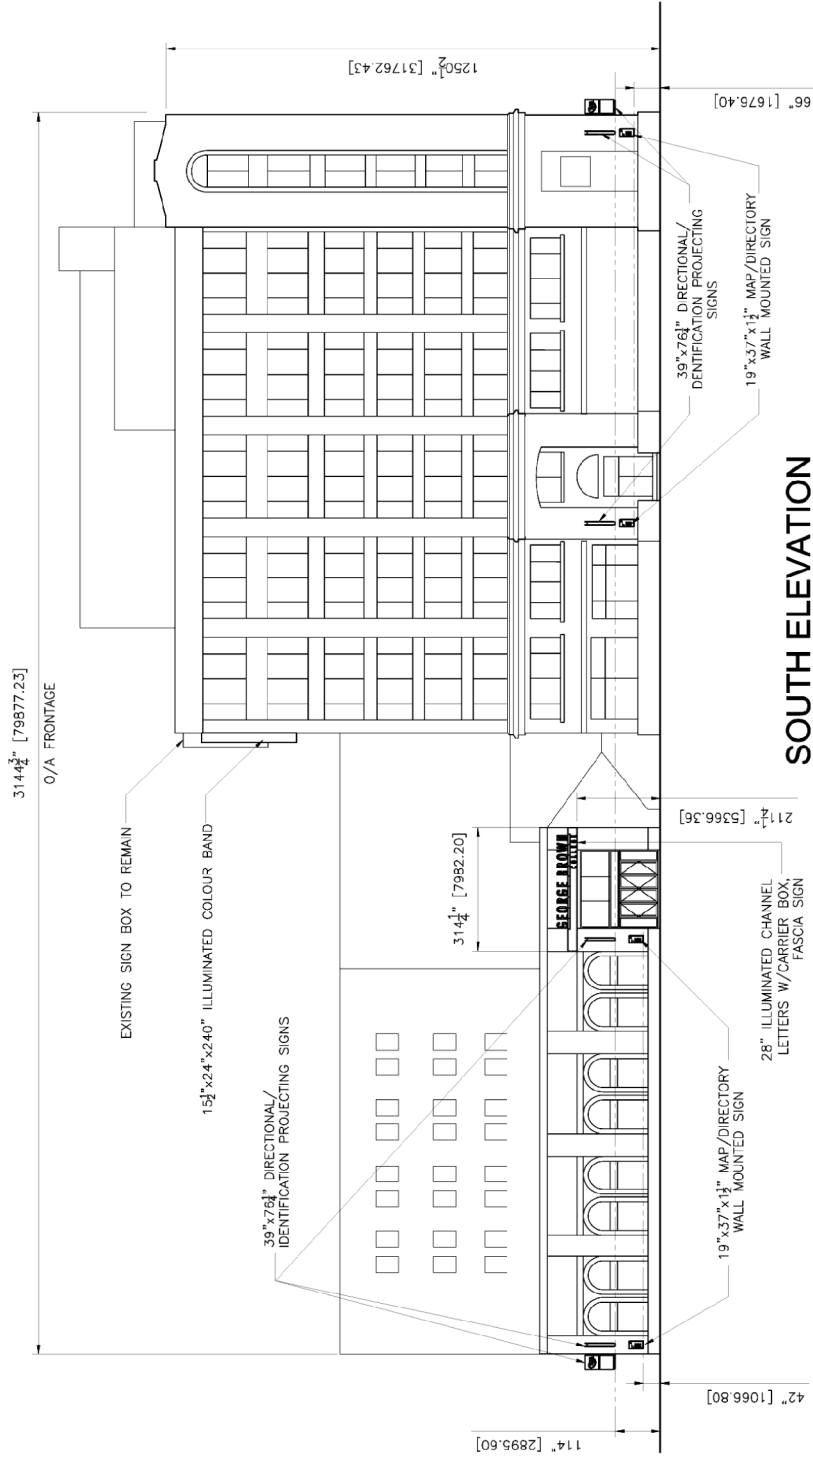 3144¾" [79877.23]
O/A FRONTAGE
EXISTING SIGN BOX TO REMAIN
15½"x24"x240" ILLUMINATED COLOUR BAND
39"x76¼" DIRECTIONAL/
IDENTIFICATION PROJECTING SIGNS
314¼" [7982.20]
GEORGE BROWN
COLLEGE
1250½" [31762.43]
66" [1675.40]
39"x76¼" DIRECTIONAL/
DENTIFICATION PROJECTING
SIGNS
19"x37"x1½" MAP/DIRECTORY
WALL MOUNTED SIGN
211¼" [5366.36]
28" ILLUMINATED CHANNEL
LETTERS W/CARRIER BOX,
FASCIA SIGN
19"x37"x1½" MAP/DIRECTORY
WALL MOUNTED SIGN
114" [2895.60]
42" [1066.80]
SOUTH ELEVATION